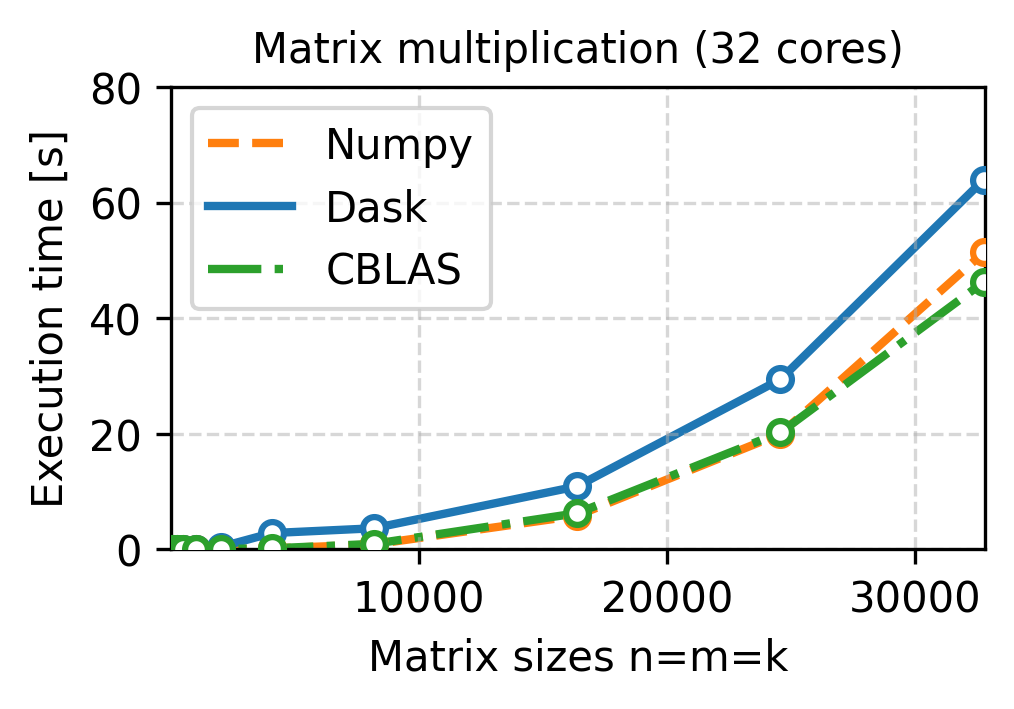 Matrix multiplication (32 cores)
80
60
40
20
0
Execution time [s]
Numpy
Dask
CBLAS
10000 20000 30000
Matrix sizes n=m=k